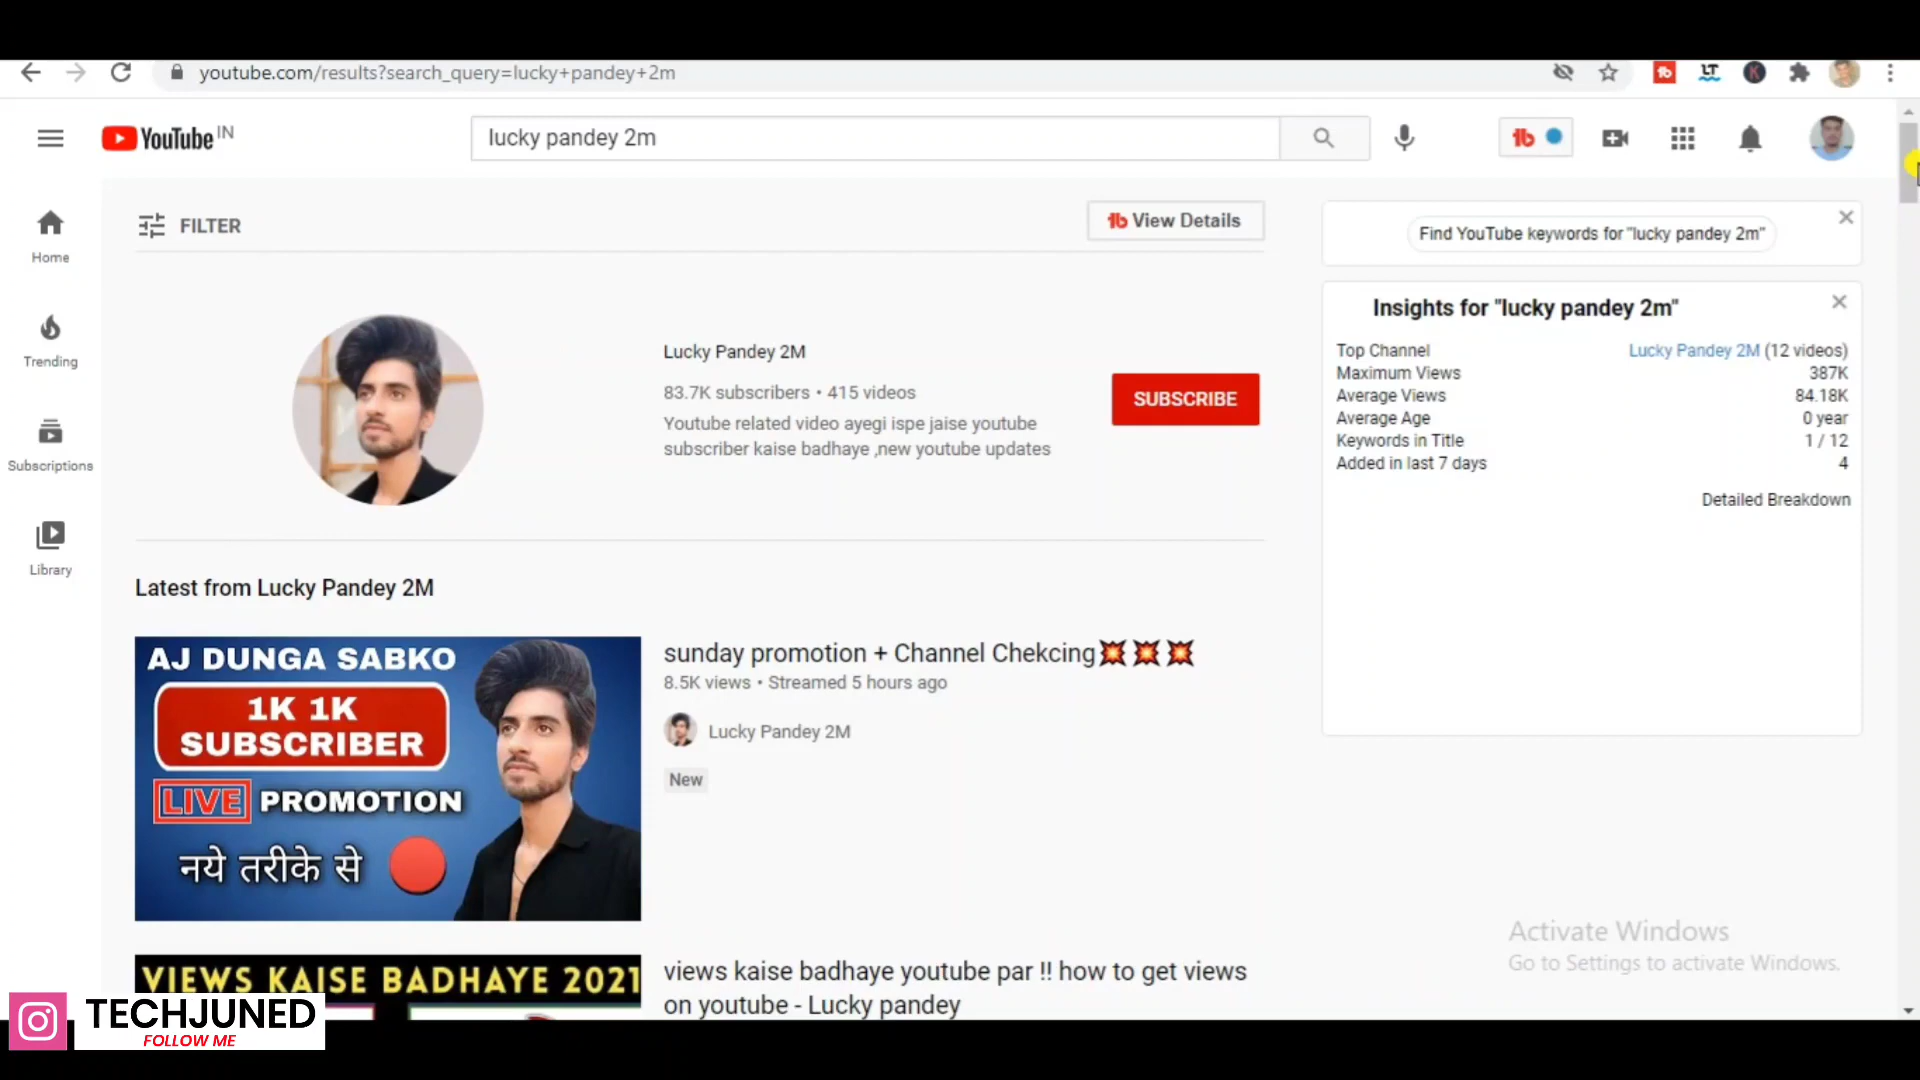 youtube.com/results?search_query=lucky+pandey+2m
YouTube IN
lucky pandey 2m
Home
Trending
Subscriptions
Library
FILTER
View Details
Lucky Pandey 2M
83.7K subscribers • 415 videos
Youtube related video ayegi ispe jaise youtube
subscriber kaise badhaye ,new youtube updates
SUBSCRIBE
Latest from Lucky Pandey 2M
AJ DUNGA SABKO
1K 1K
SUBSCRIBER
LIVE PROMOTION
नये तरीके से
sunday promotion + Channel Chekcing💥💥💥
8.5K views • Streamed 5 hours ago
Lucky Pandey 2M
New
VIEWS KAISE BADHAYE 2021
views kaise badhaye youtube par !! how to get views
on youtube - Lucky pandey
Find YouTube keywords for "lucky pandey 2m"
Insights for "lucky pandey 2m"
Top Channel Lucky Pandey 2M (12 videos)
Maximum Views 387K
Average Views 84.18K
Average Age 0 year
Keywords in Title 1 / 12
Added in last 7 days 4
Detailed Breakdown
Activate Windows
Go to Settings to activate Windows.
TECHJUNED
FOLLOW ME